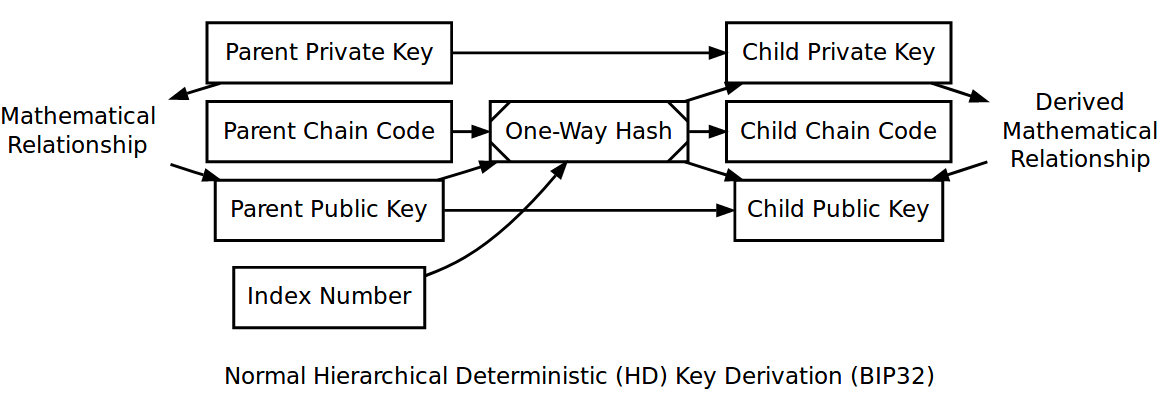 Parent Private Key
Child Private Key
Mathematical
Relationship
Parent Chain Code
One-Way Hash
Child Chain Code
Derived
Mathematical
Relationship
Parent Public Key
Child Public Key
Index Number
Normal Hierarchical Deterministic (HD) Key Derivation (BIP32)